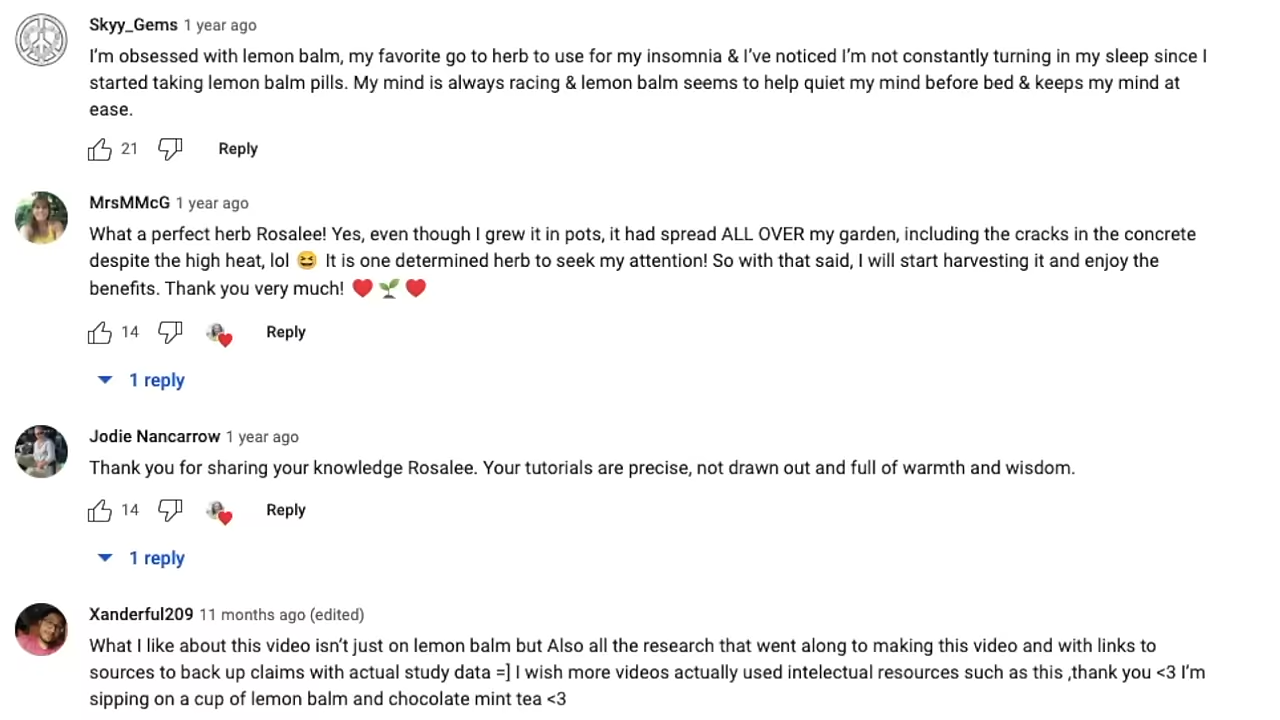 Skyy_Gems 1 year ago
I’m obsessed with lemon balm, my favorite go to herb to use for my insomnia & I’ve noticed I’m not constantly turning in my sleep since I
started taking lemon balm pills. My mind is always racing & lemon balm seems to help quiet my mind before bed & keeps my mind at
ease.
21 Reply
MrsMMcG 1 year ago
What a perfect herb Rosalee! Yes, even though I grew it in pots, it had spread ALL OVER my garden, including the cracks in the concrete
despite the high heat, lol 😆 It is one determined herb to seek my attention! So with that said, I will start harvesting it and enjoy the
benefits. Thank you very much! ♥️🌱♥️
14 Reply
1 reply
Jodie Nancarrow 1 year ago
Thank you for sharing your knowledge Rosalee. Your tutorials are precise, not drawn out and full of warmth and wisdom.
14 Reply
1 reply
Xanderful209 11 months ago (edited)
What I like about this video isn’t just on lemon balm but Also all the research that went along to making this video and with links to
sources to back up claims with actual study data =] I wish more videos actually used intelectual resources such as this ,thank you <3 I’m
sipping on a cup of lemon balm and chocolate mint tea <3